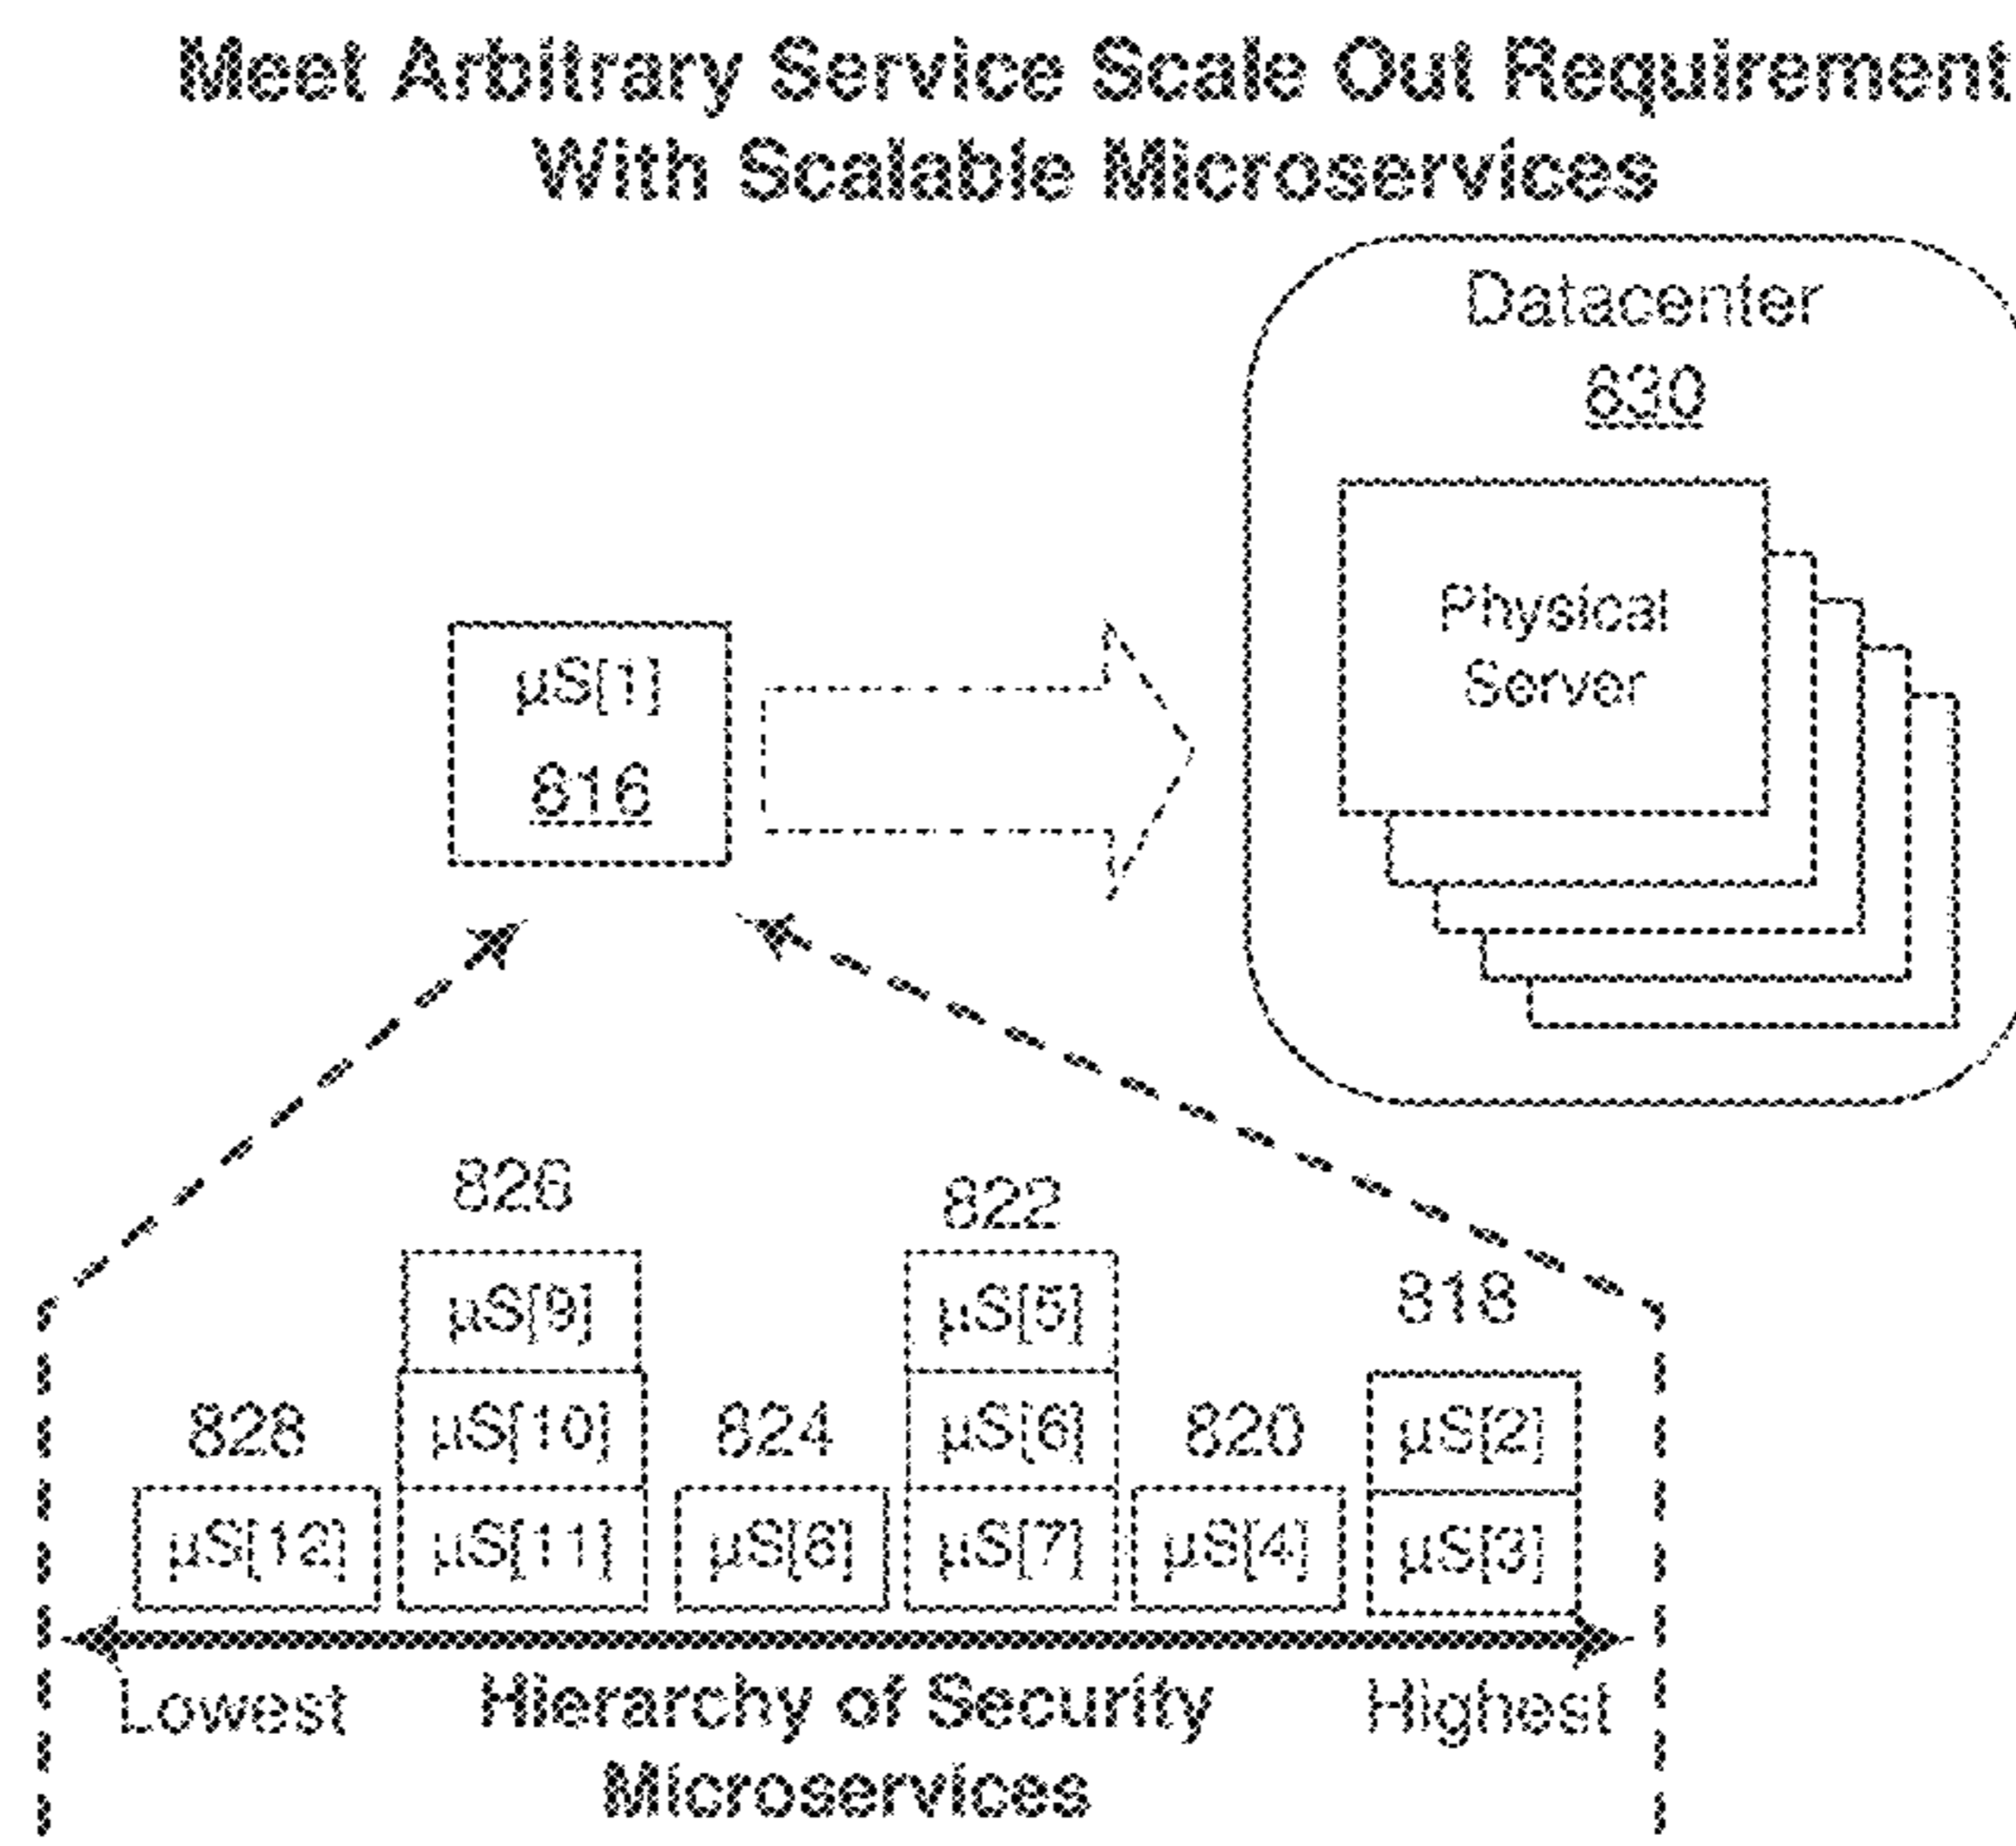 Meet Arbitrary Service Scale Out Requirement
With Scalable Microservices
Datacenter
830
Physical
Server
µS[1]
816
826
822
818
µS[9]
µS[5]
828
µS[10]
824
µS[6]
820
µS[2]
µS[12]
µS[11]
µS[8]
µS[7]
µS[4]
µS[3]
Lowest
Hierarchy of Security
Highest
Microservices